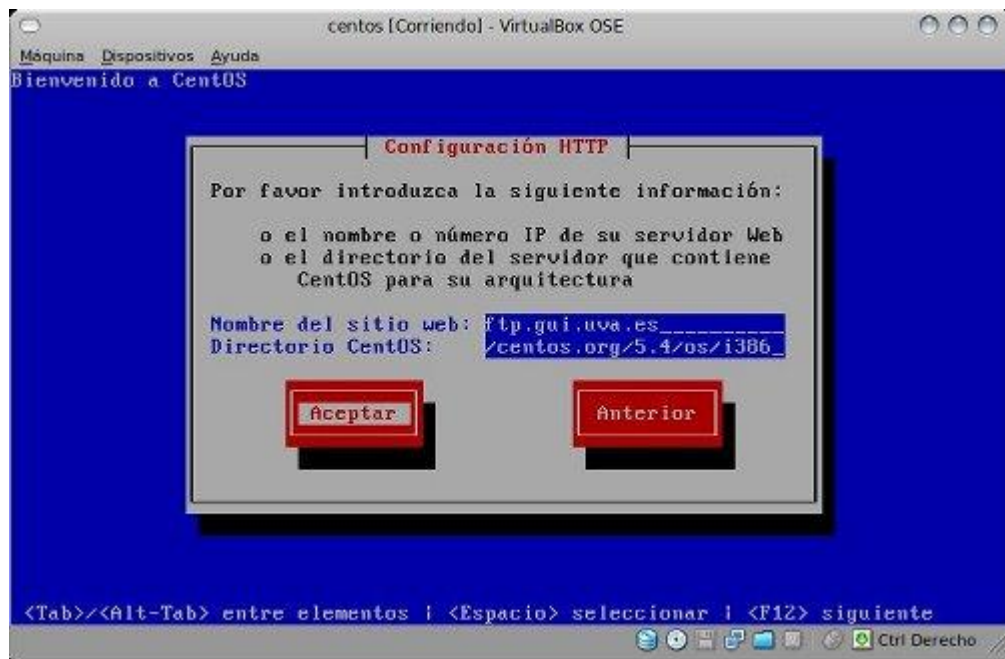 centos [Corriendo] - VirtualBox OSE
Máquina Dispositivos Ayuda
Bienvenido a CentOS
Configuración HTTP
Por favor introduzca la siguiente información:
o el nombre o número IP de su servidor Web
o el directorio del servidor que contiene
CentOS para su arquitectura
Nombre del sitio web: ftp.gui.uva.es__________
Directorio CentOS: /centos.org/5.4/os/i386_
Aceptar Anterior
<Tab>/<Alt-Tab> entre elementos | <Espacio> seleccionar | <F12> siguiente
Ctrl Derecho